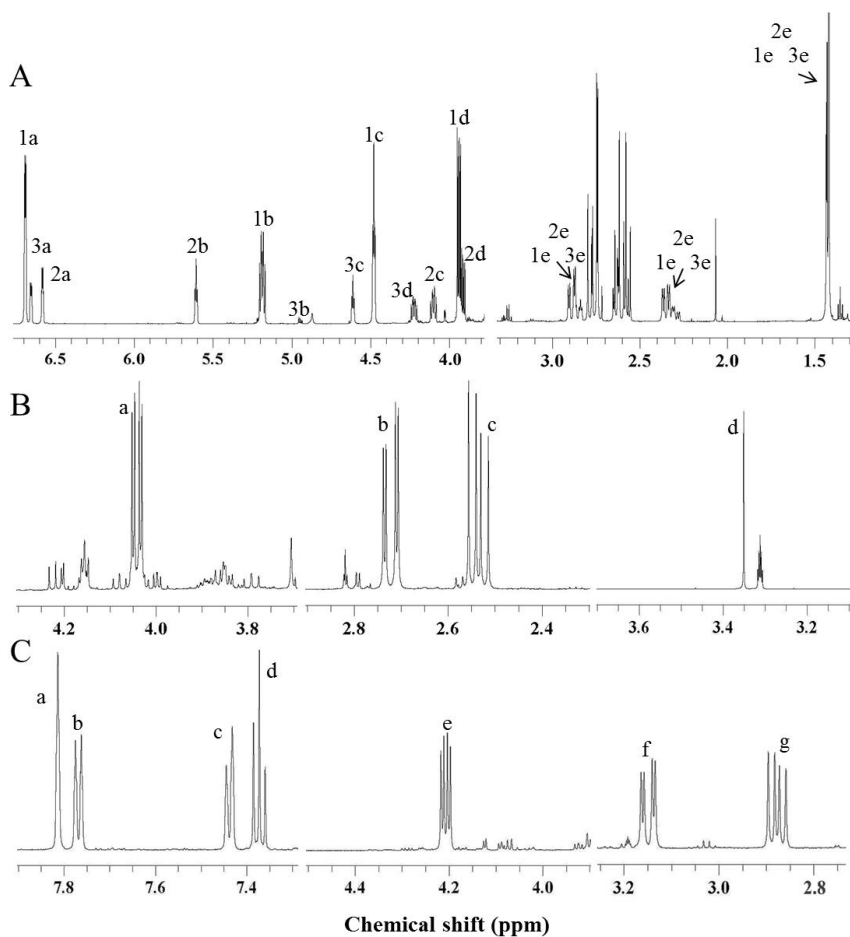 A
2e
1e 3e
1a
1c
1d
3a
2a
2b
1b
3c
3b
3d
2c
2d
2e
1e 3e
2e
1e 3e
6.5 6.0 5.5 5.0 4.5 4.0 3.0 2.5 2.0 1.5
B
a
b
c
d
4.2 4.0 3.8 2.8 2.6 2.4 3.6 3.4 3.2
C
a
b
c
d
e
f
g
7.8 7.6 7.4 4.4 4.2 4.0 3.2 3.0 2.8
Chemical shift (ppm)